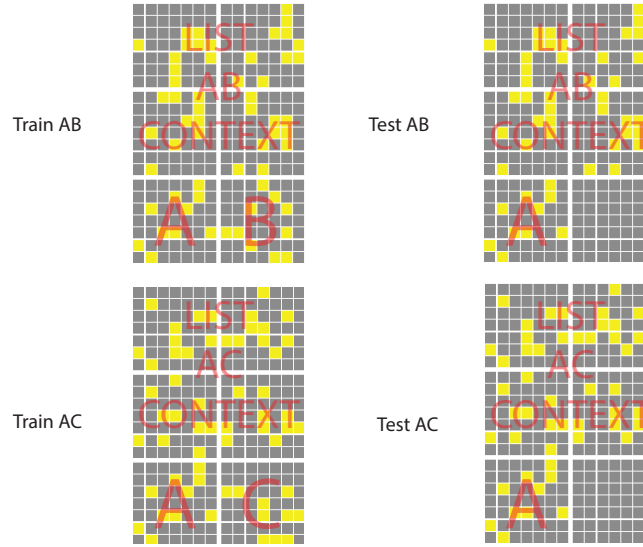 Train AB
LIST
AB
CONTEXT
A B
Test AB
LIST
AB
CONTEXT
A
Train AC
LIST
AC
CONTEXT
A C
Test AC
LIST
AC
CONTEXT
A